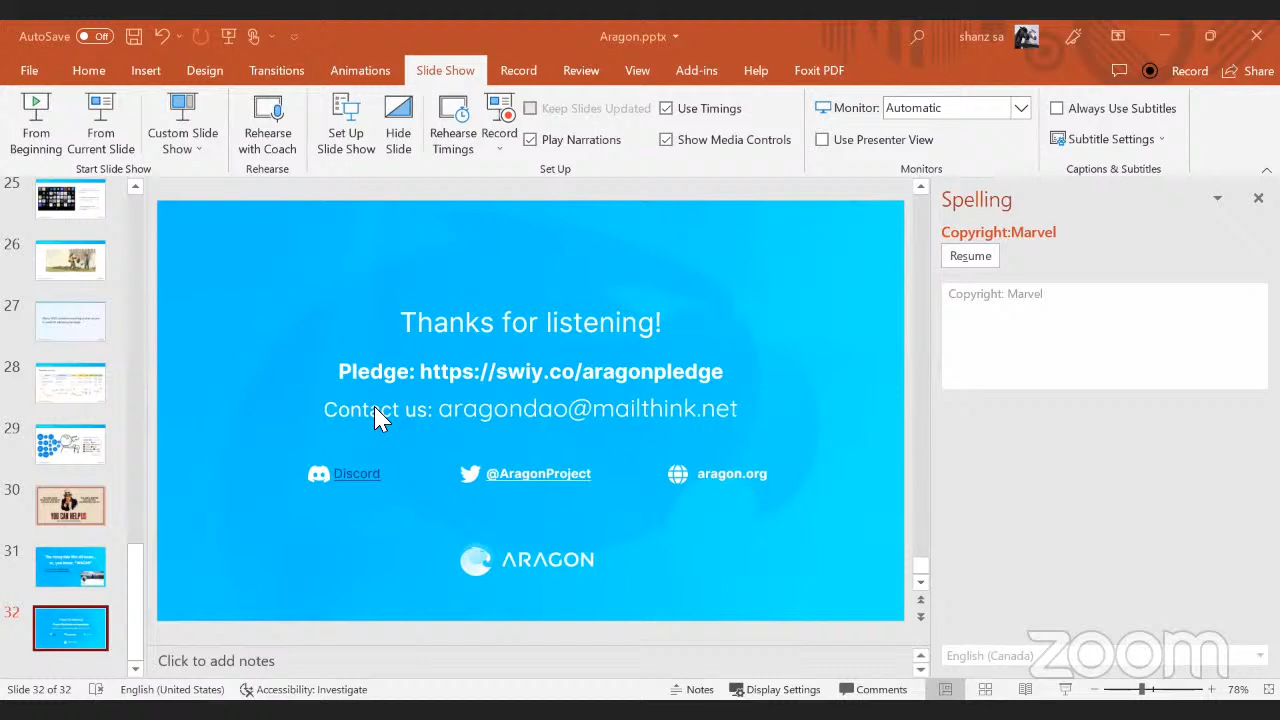 AutoSave Off Aragon.pptx shanz sa
File Home Insert Design Transitions Animations Slide Show Record Review View Add-ins Help Foxit PDF Record Share
From Beginning
From Current Slide
Custom Slide Show
Rehearse with Coach
Set Up Slide Show
Hide Slide
Rehearse Timings
Record
Keep Slides Updated
Play Narrations
Use Timings
Show Media Controls
Monitor: Automatic
Use Presenter View
Always Use Subtitles
Subtitle Settings
Start Slide Show Rehearse Set Up Monitors Captions & Subtitles
25
26
27
28
29
30
YOU CAN HELP US
31
32
Thanks for listening!
Pledge: https://swiy.co/aragonpledge
Contact us: aragondao@mailthink.net
Discord @AragonProject aragon.org
ARAGON
Spelling
Copyright:Marvel
Resume
Copyright: Marvel
English (Canada)
zoom
Click to add notes
Slide 32 of 32 English (United States) Accessibility: Investigate Notes Display Settings Comments 78%